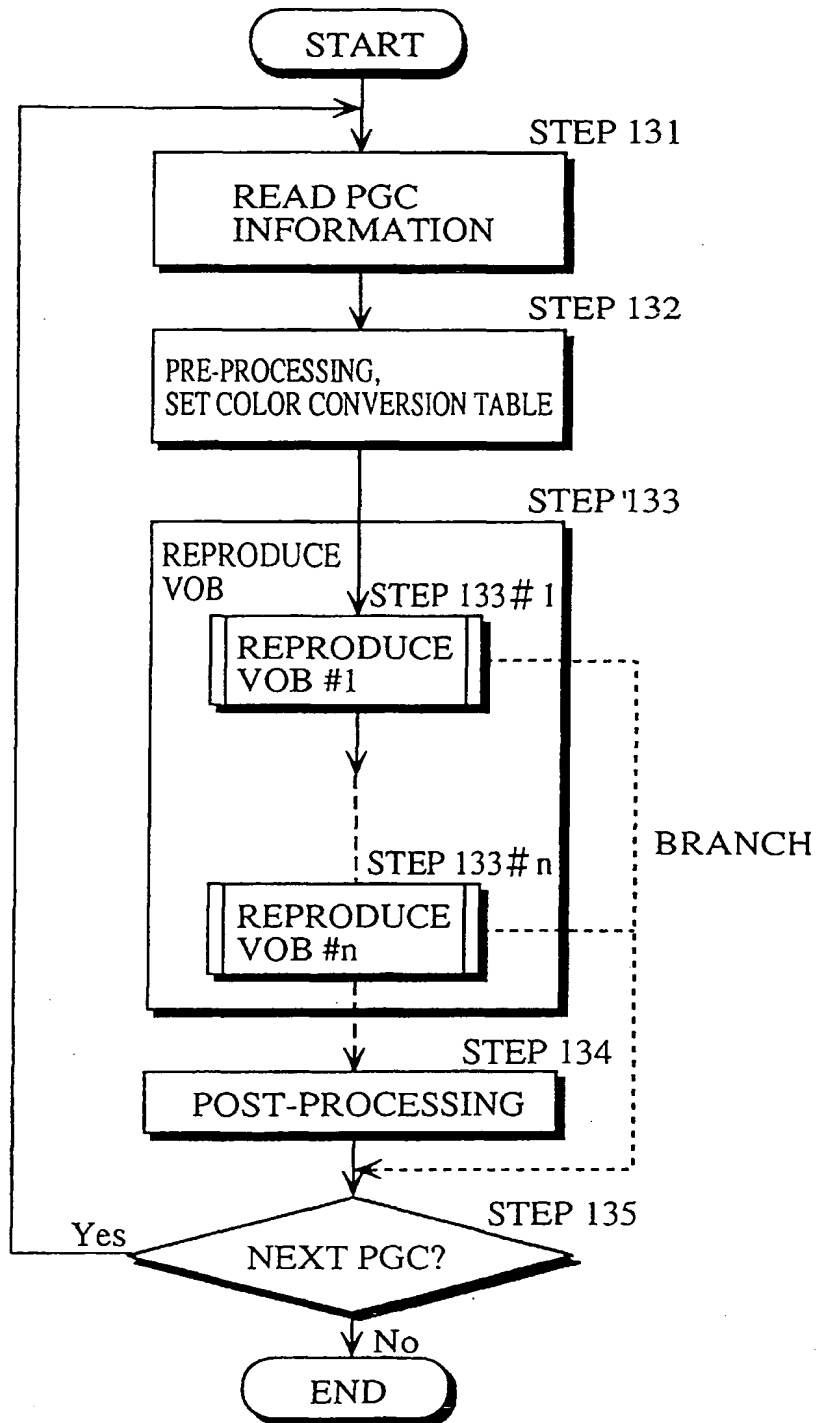 START
STEP 131
READ PGC
INFORMATION
STEP 132
PRE-PROCESSING,
SET COLOR CONVERSION TABLE
STEP '133
REPRODUCE
VOB
STEP 133 # 1
REPRODUCE
VOB #1
BRANCH
STEP 133 # n
REPRODUCE
VOB #n
STEP 134
POST-PROCESSING
STEP 135
Yes
NEXT PGC?
No
END